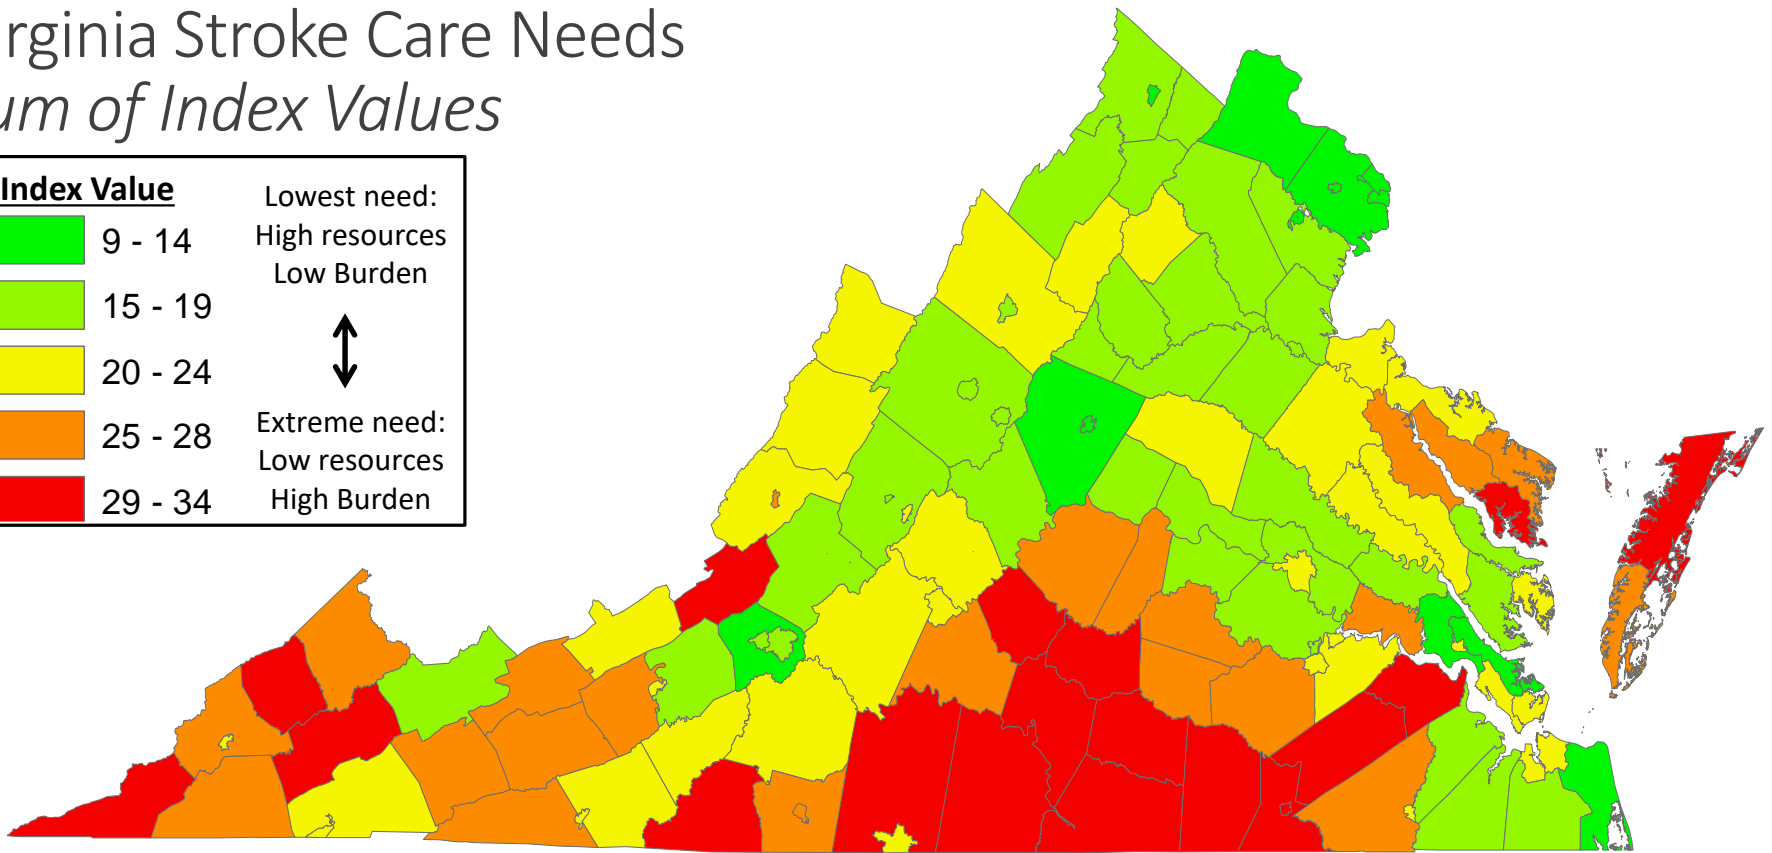 rginia Stroke Care Needs
um of Index Values
Index Value
9 - 14
15 - 19
20 - 24
25 - 28
29 - 34
Lowest need:
High resources
Low Burden
Extreme need:
Low resources
High Burden